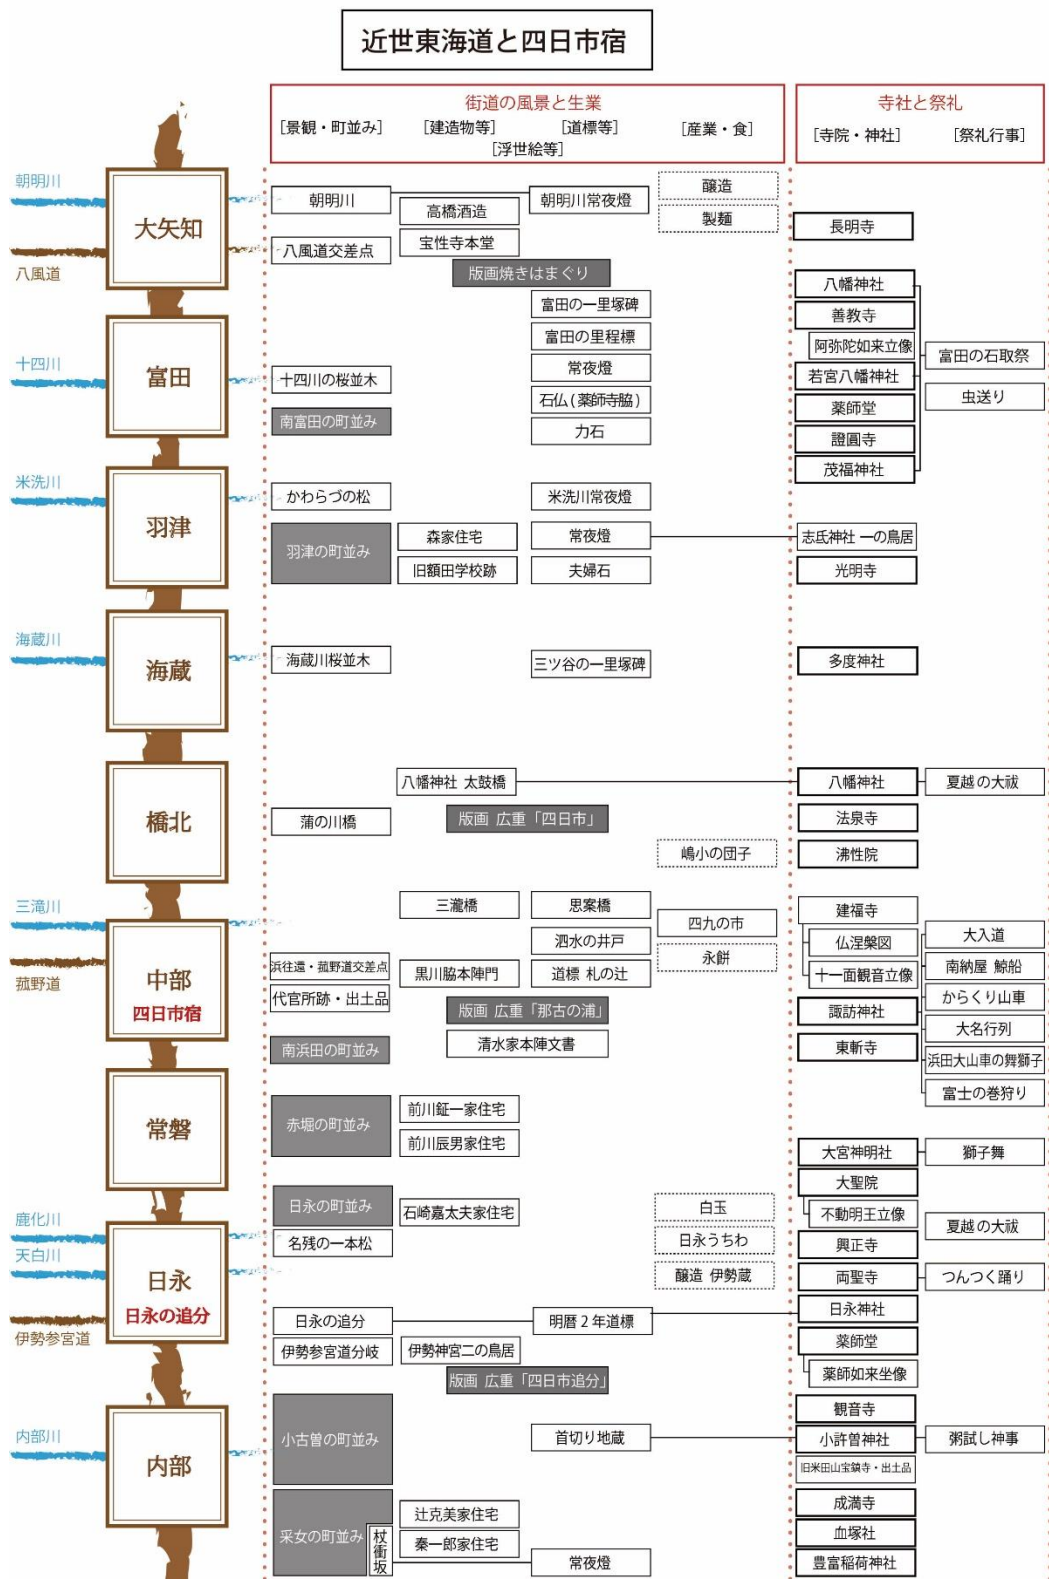 近世東海道と四日市宿
街道の風景と生業
[景観・町並み]
[建造物等]
[道標等]
[産業・食]
[浮世絵等]
寺社と祭礼
[寺院・神社]
[祭礼行事]
朝明川
大矢知
八風道
朝明川
高橋酒造
朝明川常夜燈
醸造
製麺
八風道交差点
宝性寺本堂
版画焼きはまぐり
長明寺
十四川
富田
富田の一里塚碑
富田の里程標
十四川の桜並木
常夜燈
南富田の町並み
石仏(薬師寺脇)
力石
八幡神社
善教寺
阿弥陀如来立像
若宮八幡神社
薬師堂
證圓寺
茂福神社
富田の石取祭
虫送り
米洗川
羽津
かわらづの松
米洗川常夜燈
羽津の町並み
森家住宅
常夜燈
志氐神社 一の鳥居
旧額田学校跡
夫婦石
光明寺
海蔵川
海蔵
海蔵川桜並木
三ツ谷の一里塚碑
多度神社
橋北
八幡神社 太鼓橋
八幡神社
夏越の大祓
蒲の川橋
版画 広重「四日市」
法泉寺
嶋小の団子
沸性院
三滝川
菰野道
中部
四日市宿
三瀧橋
思案橋
四九の市
泗水の井戸
永餅
浜往還・菰野道交差点
黒川脇本陣門
道標 札の辻
代官所跡・出土品
版画 広重「那古の浦」
南浜田の町並み
清水家本陣文書
建福寺
仏涅槃図
十一面観音立像
諏訪神社
東漸寺
大入道
南納屋 鯨船
からくり山車
大名行列
浜田大山車の舞獅子
富士の巻狩り
常磐
赤堀の町並み
前川鉦一家住宅
前川辰男家住宅
大宮神明社
獅子舞
大聖院
不動明王立像
夏越の大祓
興正寺
両聖寺
つんつく踊り
日永神社
薬師堂
薬師如来坐像
鹿化川
天白川
伊勢参宮道
日永
日永の追分
日永の町並み
石崎嘉太夫家住宅
白玉
名残の一本松
日永うちわ
醸造 伊勢蔵
日永の追分
明暦2年道標
伊勢参宮道分岐
伊勢神宮二の鳥居
版画 広重「四日市追分」
内部川
内部
小古曽の町並み
首切り地蔵
観音寺
小許曽神社
粥試し神事
旧米田山宝鏡寺・出土品
采女の町並み
杖衝坂
辻克美家住宅
秦一郎家住宅
常夜燈
成満寺
血塚社
豊富稲荷神社